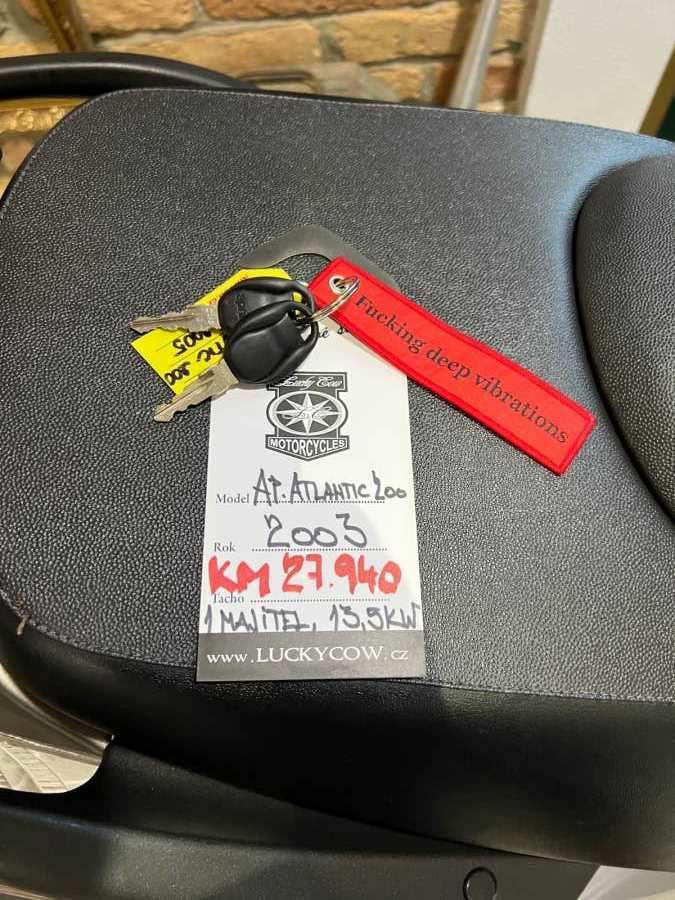 Fucking deep vibrations
Lucky Cow
MOTORCYCLES
Model AP. ATLANTIC 200
Rok 2003
KM 27.940
Tacho
1 MAJITEL, 13,5KW
www.LUCKYCOW.cz